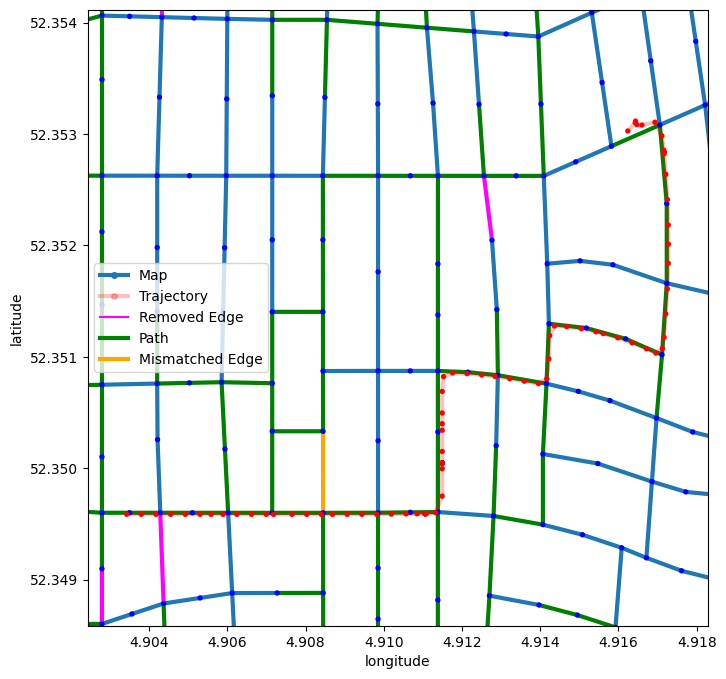 52.354
52.353
52.352
52.351
52.350
52.349
latitude
Map
Trajectory
Removed Edge
Path
Mismatched Edge
4.904 4.906 4.908 4.910 4.912 4.914 4.916 4.918
longitude